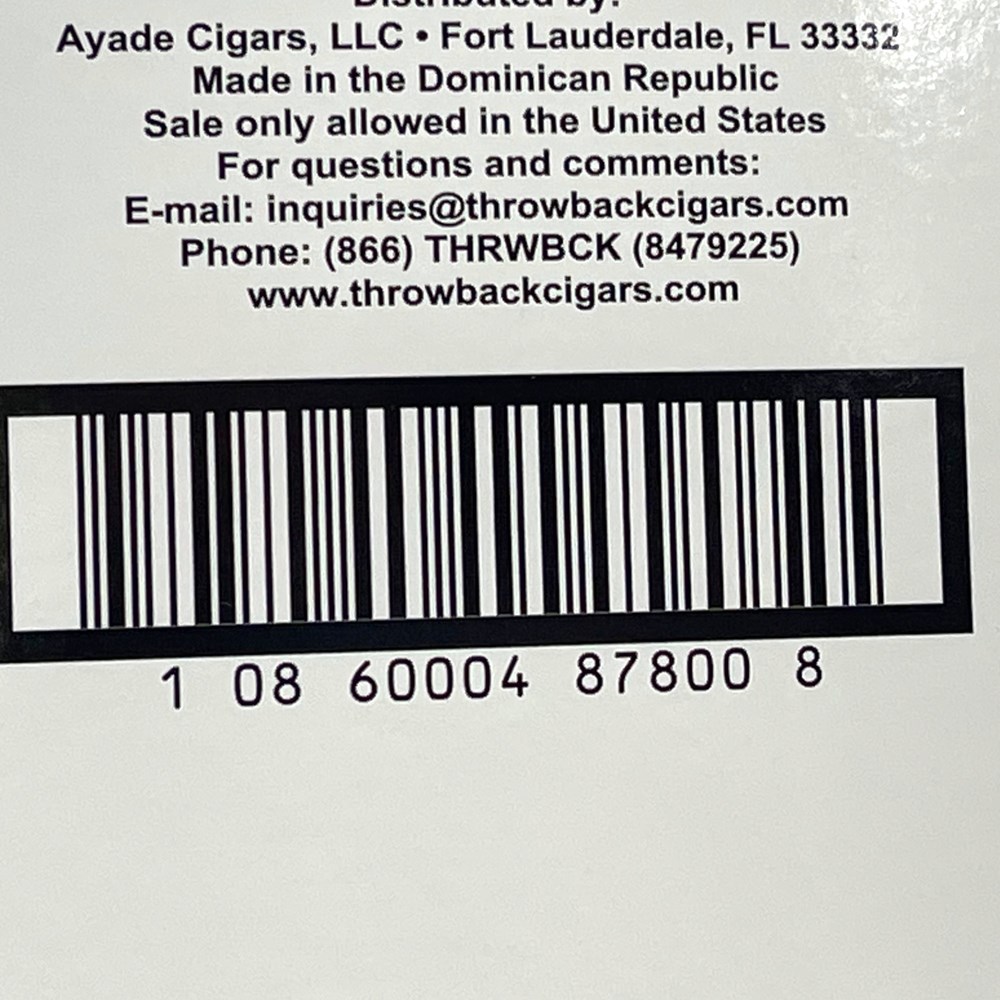 Distributed by:
Ayade Cigars, LLC • Fort Lauderdale, FL 33332
Made in the Dominican Republic
Sale only allowed in the United States
For questions and comments:
E-mail: inquiries@throwbackcigars.com
Phone: (866) THRWBCK (8479225)
www.throwbackcigars.com
1 08 60004 87800 8